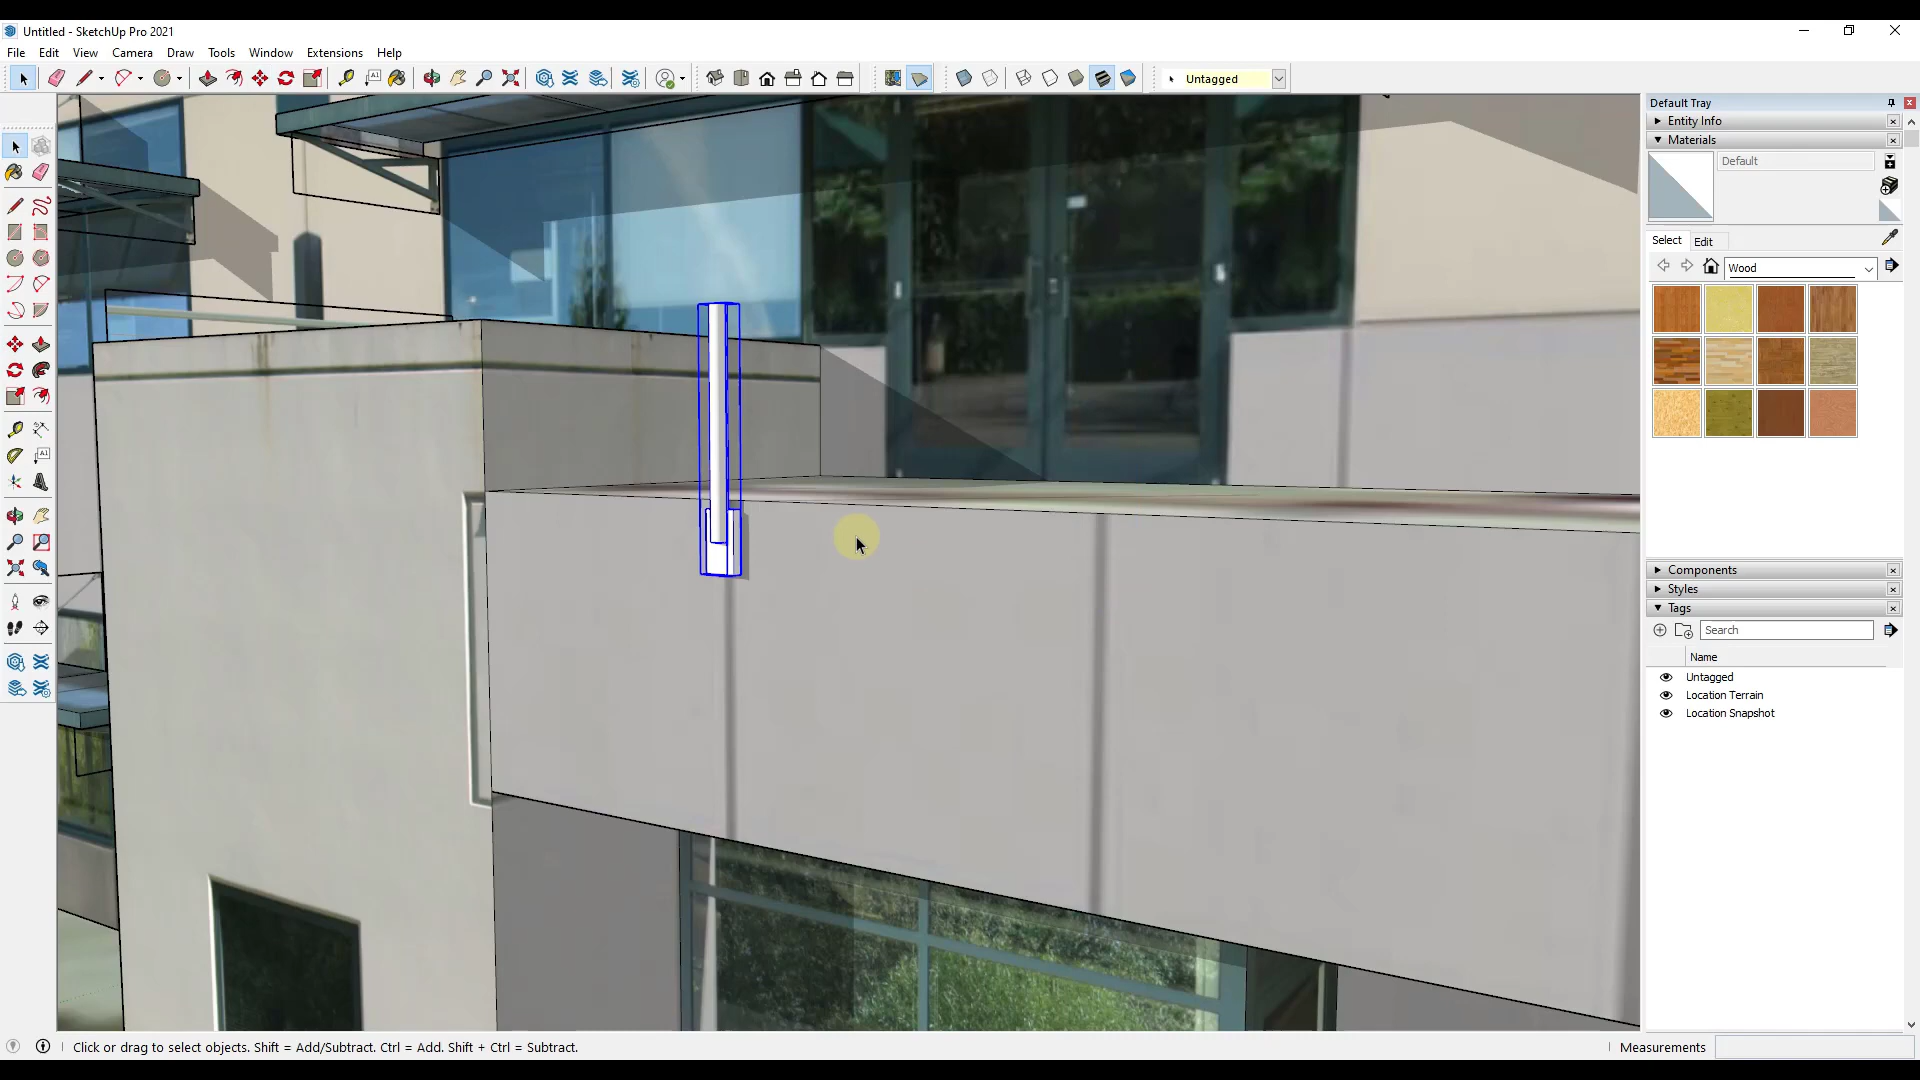 Untitled - SketchUp Pro 2021
File Edit View Camera Draw Tools Window Extensions Help
A1
Untagged
Default Tray
Entity Info
Materials
Default
Select Edit
Wood
A1
Components
Styles
Tags
Search
Name
Untagged
Location Terrain
Location Snapshot
Click or drag to select objects. Shift = Add/Subtract. Ctrl = Add. Shift + Ctrl = Subtract.
Measurements